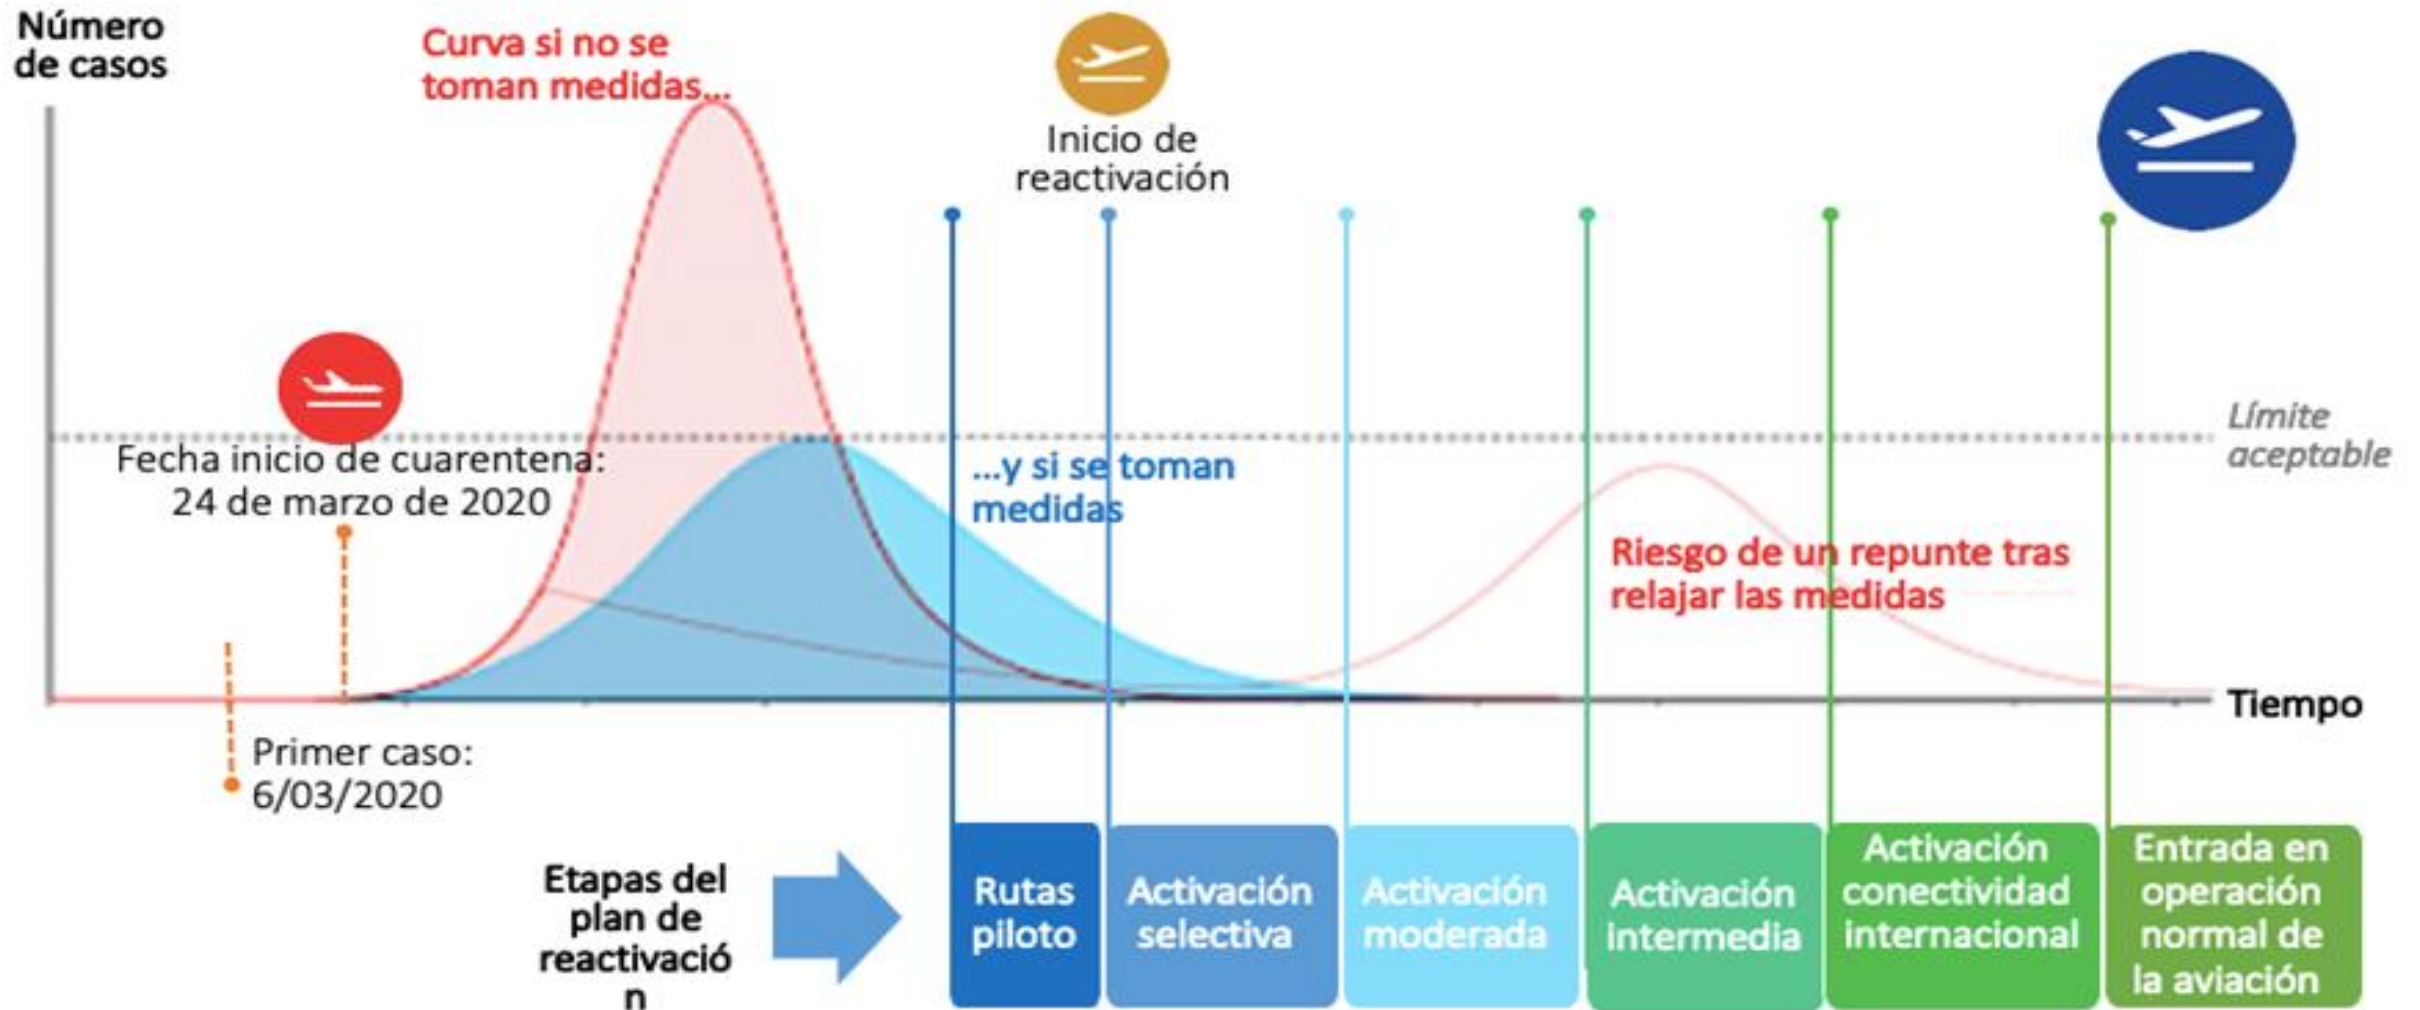 Número
de casos
Curva si no se
toman medidas...
Inicio de
reactivación
Límite
aceptable
Fecha inicio de cuarentena:
24 de marzo de 2020
...y si se toman
medidas
Riesgo de un repunte tras
relajar las medidas
Tiempo
Primer caso:
6/03/2020
Etapas del
plan de
reactivació
n
Rutas
piloto
Activación
selectiva
Activación
moderada
Activación
intermedia
Activación
conectividad
internacional
Entrada en
operación
normal de
la aviación